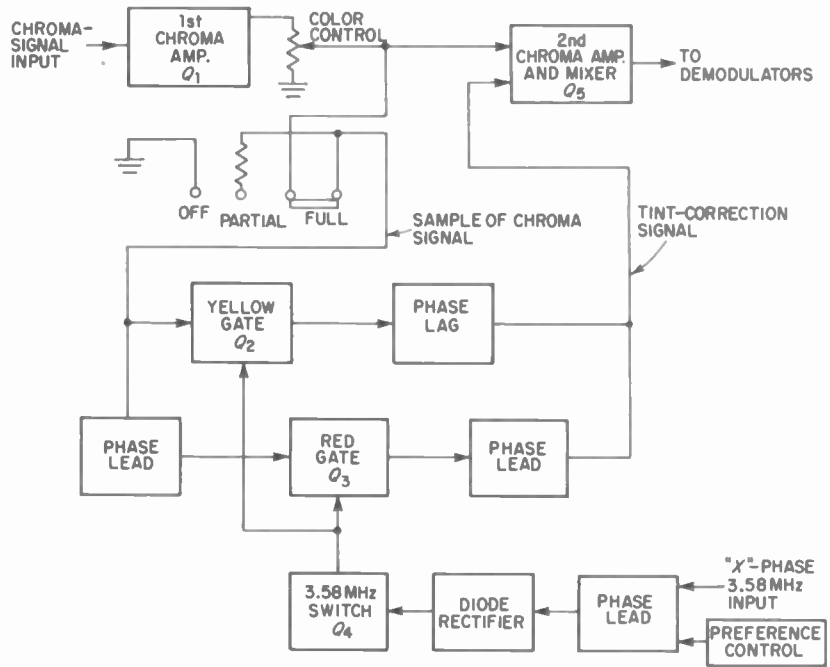 CHROMA-
SIGNAL
INPUT
1st
CHROMA
AMP.
Q1
COLOR
CONTROL
2nd
CHROMA AMP.
AND MIXER
Q5
TO
DEMODULATORS
OFF
PARTIAL
FULL
SAMPLE OF CHROMA
SIGNAL
TINT-CORRECTION
SIGNAL
YELLOW
GATE
Q2
PHASE
LAG
PHASE
LEAD
RED
GATE
Q3
PHASE
LEAD
3.58 MHz
SWITCH
Q4
DIODE
RECTIFIER
PHASE
LEAD
"X"-PHASE
3.58 MHz
INPUT
PREFERENCE
CONTROL